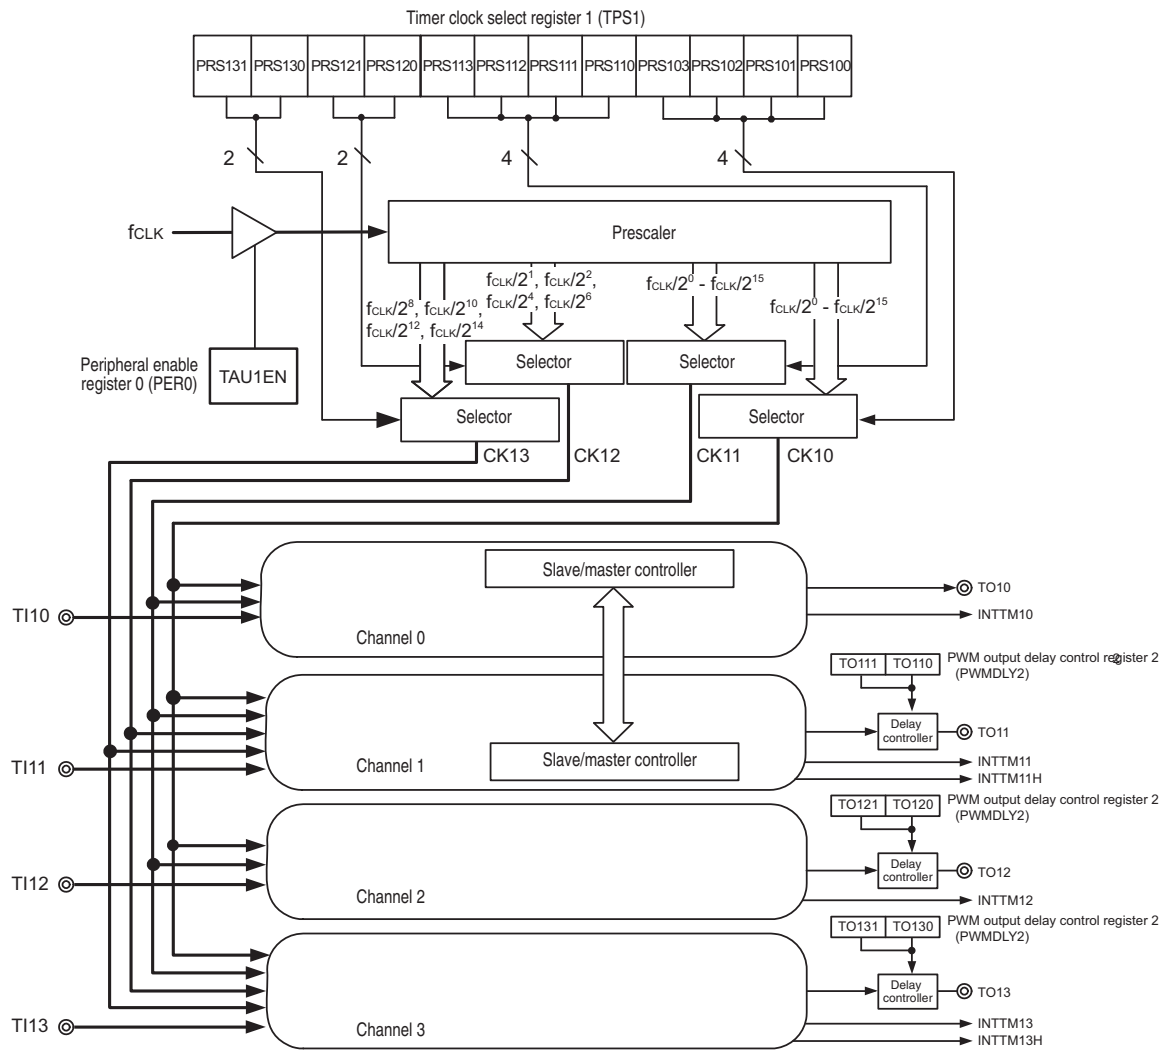 Timer clock select register 1 (TPS1)
PRS131 PRS130 PRS121 PRS120 PRS113 PRS112 PRS111 PRS110 PRS103 PRS102 PRS101 PRS100
2 2 4 4
fCLK
Prescaler
fCLK/2^8, fCLK/2^10,
fCLK/2^12, fCLK/2^14
fCLK/2^1, fCLK/2^2,
fCLK/2^4, fCLK/2^6
fCLK/2^0 - fCLK/2^15
fCLK/2^0 - fCLK/2^15
Peripheral enable
register 0 (PER0)
TAU1EN
Selector
Selector
Selector
Selector
CK13
CK12
CK11
CK10
Slave/master controller
TI10
Channel 0
TO10
INTTM10
TO111 TO110
PWM output delay control register 2
(PWMDLY2)
Delay
controller
TO11
TI11
Channel 1
Slave/master controller
INTTM11
INTTM11H
TO121 TO120
PWM output delay control register 2
(PWMDLY2)
Delay
controller
TO12
TI12
Channel 2
INTTM12
TO131 TO130
PWM output delay control register 2
(PWMDLY2)
Delay
controller
TO13
TI13
Channel 3
INTTM13
INTTM13H